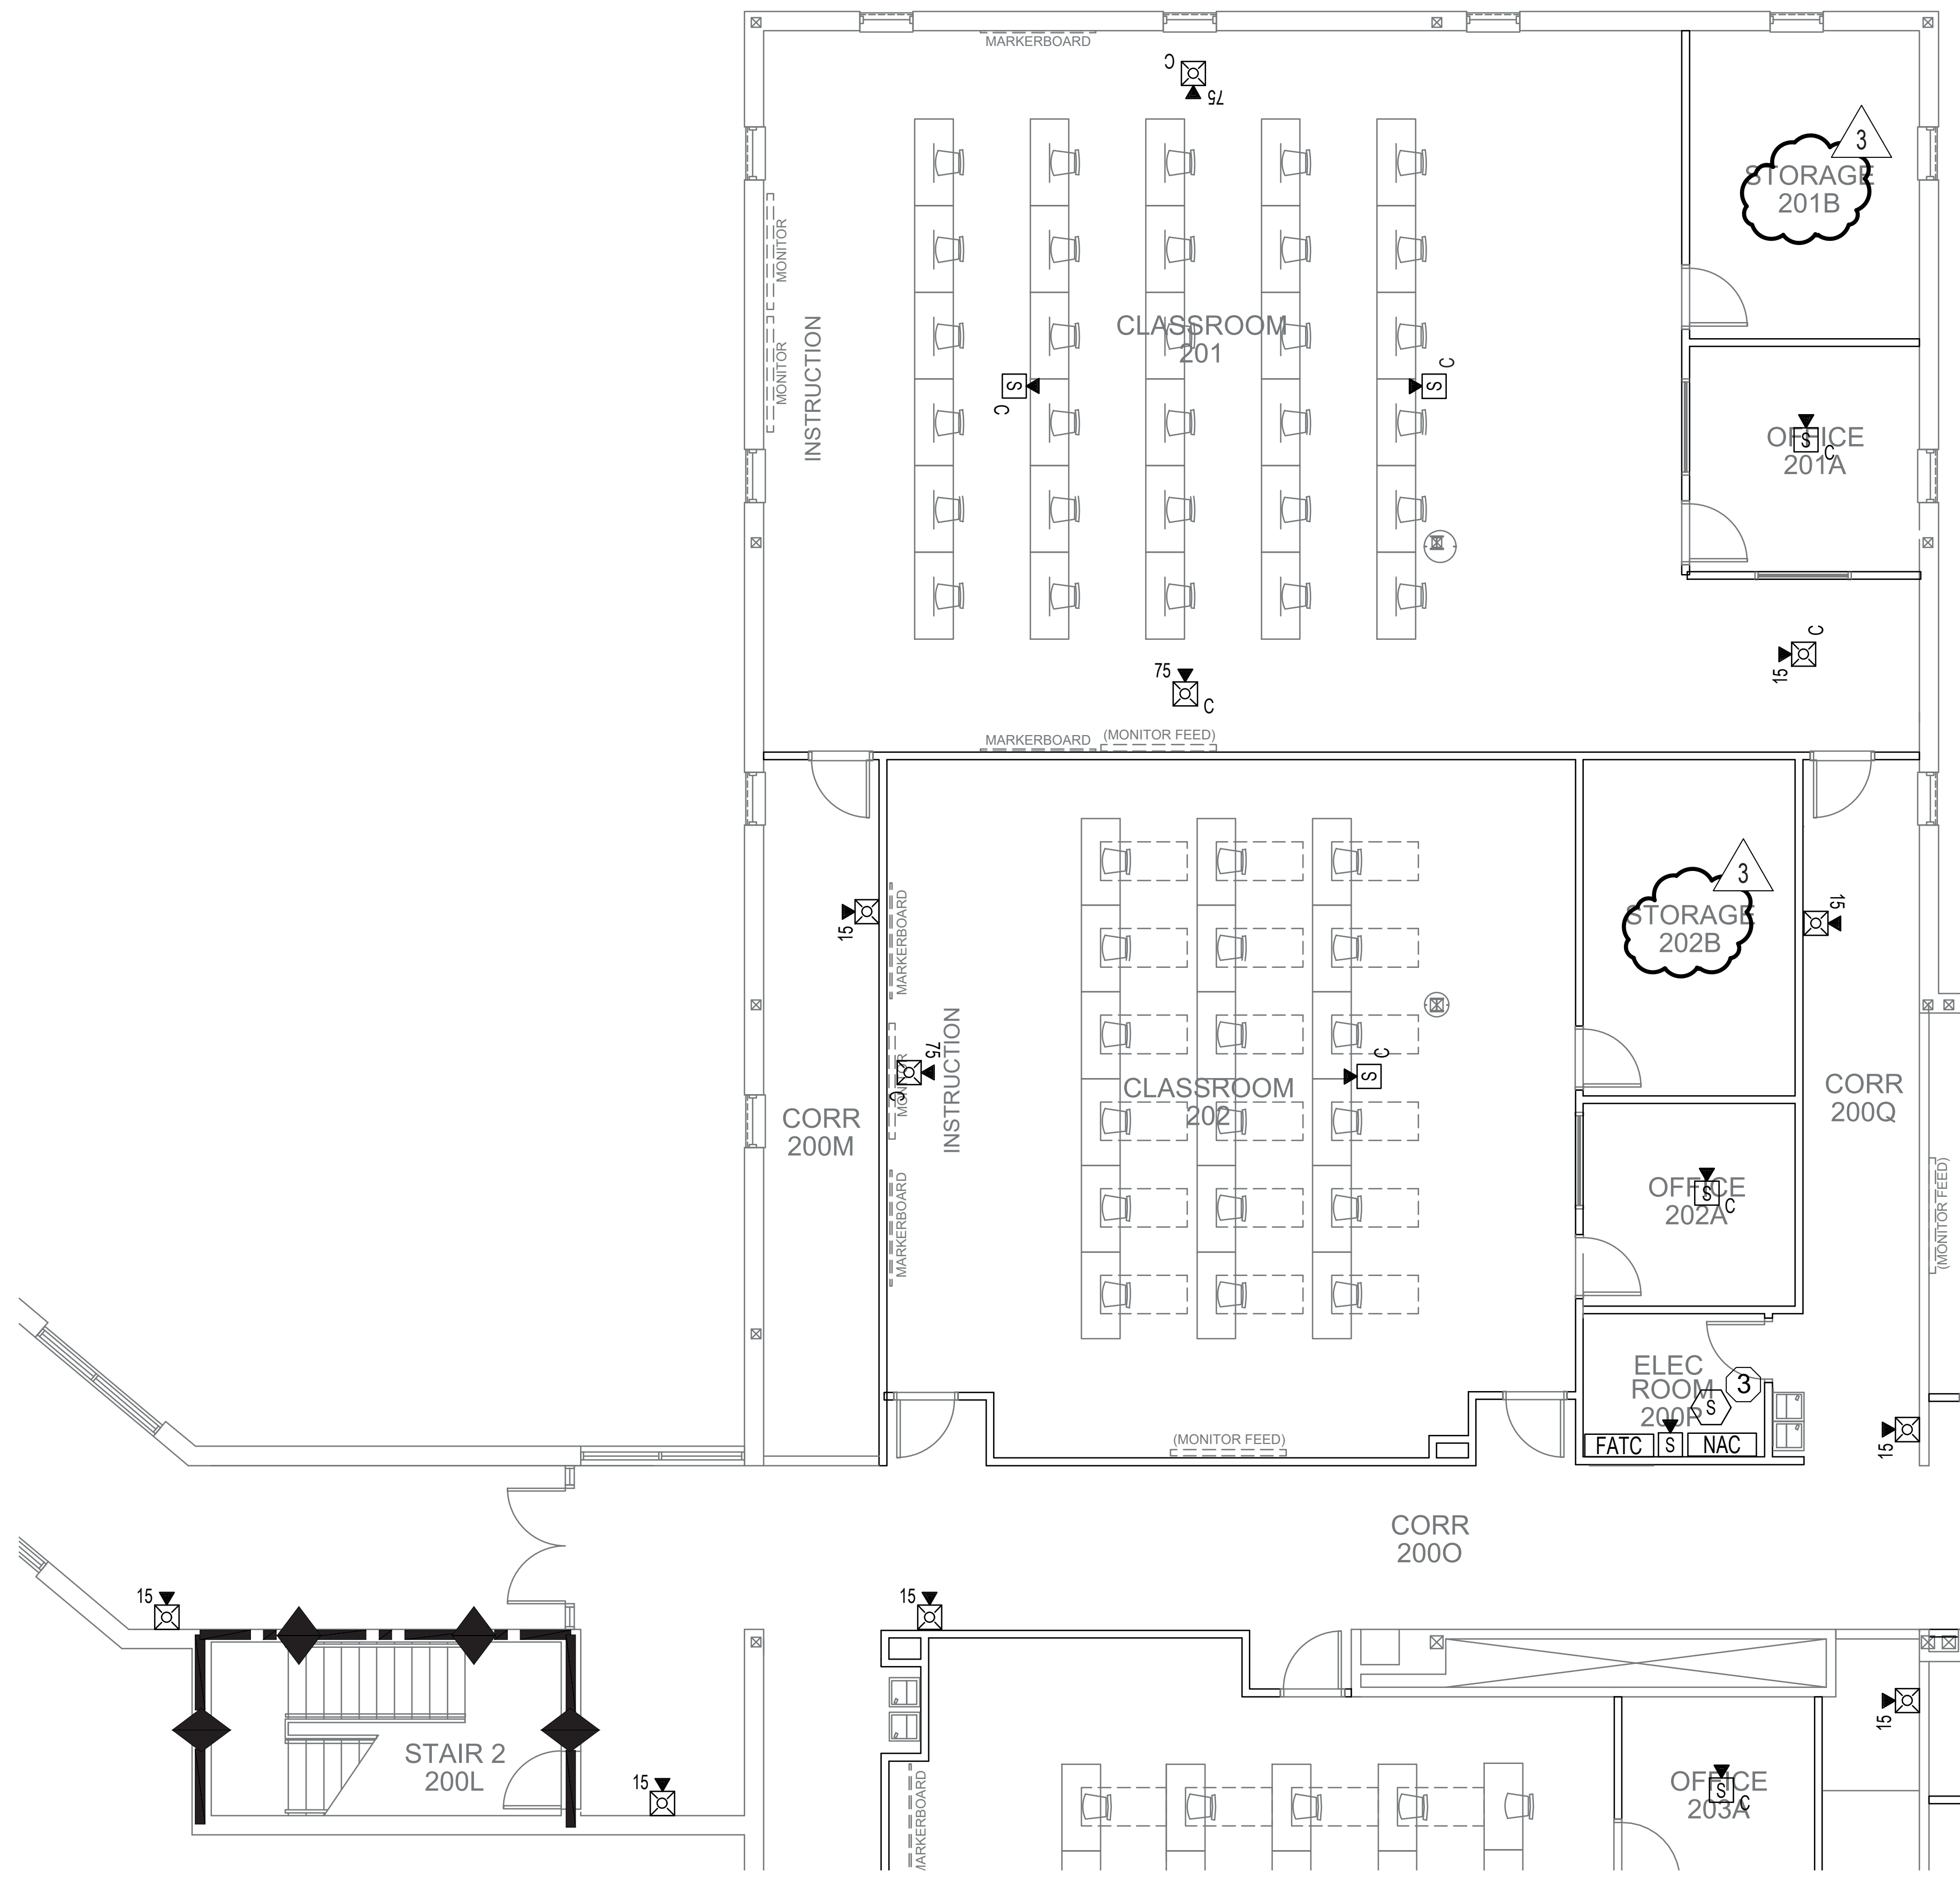 MARKERBOARD
C
75
3
STORAGE
201B
MONITOR
MONITOR
INSTRUCTION
CLASSROOM
201
S
C
S
C
OFFICE
201A
S
C
C
15
75
C
MARKERBOARD
(MONITOR FEED)
3
STORAGE
202B
15
15
MARKERBOARD
MONITOR
75
C
INSTRUCTION
S
C
CLASSROOM
202
CORR
200M
CORR
200Q
MARKERBOARD
OFFICE
202A
S
C
(MONITOR FEED)
ELEC
ROOM
200P
3
S
FATC
S
NAC
15
(MONITOR FEED)
CORR
200O
15
15
15
STAIR 2
200L
15
MARKERBOARD
OFFICE
203A
S
C